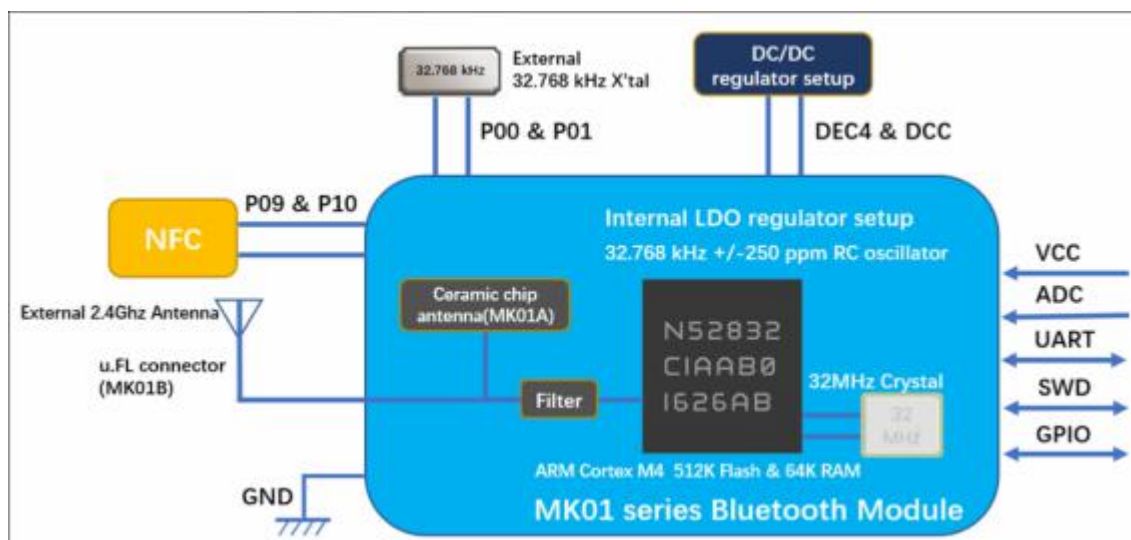 32.768 kHz
External
32.768 kHz X'tal
DC/DC
regulator setup
P00 & P01
DEC4 & DCC
P09 & P10
NFC
Internal LDO regulator setup
32.768 kHz +/-250 ppm RC oscillator
VCC
ADC
UART
SWD
GPIO
Ceramic chip
antenna(MK01A)
External 2.4Ghz Antenna
u.FL connector
(MK01B)
Filter
N52832
CIAAB0
1626AB
32MHz Crystal
32
MHz
ARM Cortex M4 512K Flash & 64K RAM
GND
MK01 series Bluetooth Module